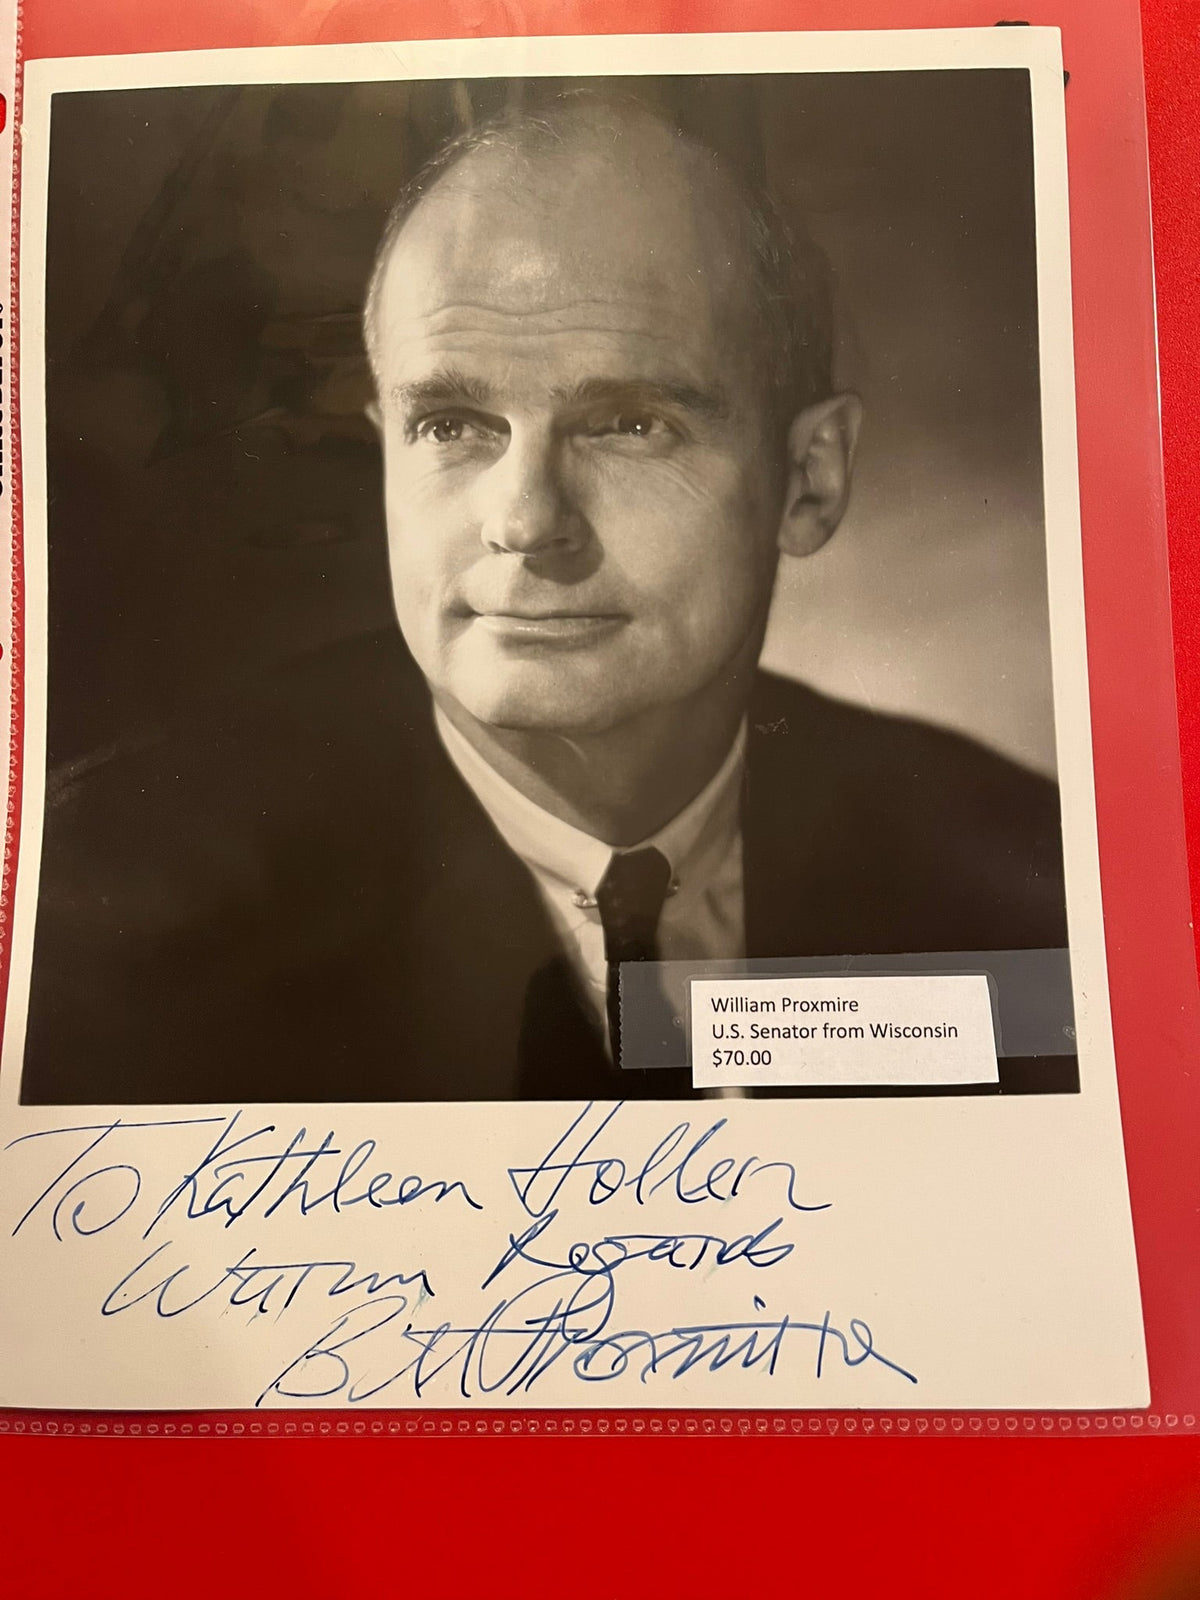 William Proxmire
U.S. Senator from Wisconsin
$70.00
To Kathleen Hollen
Warm Regards
Bill Proxmire